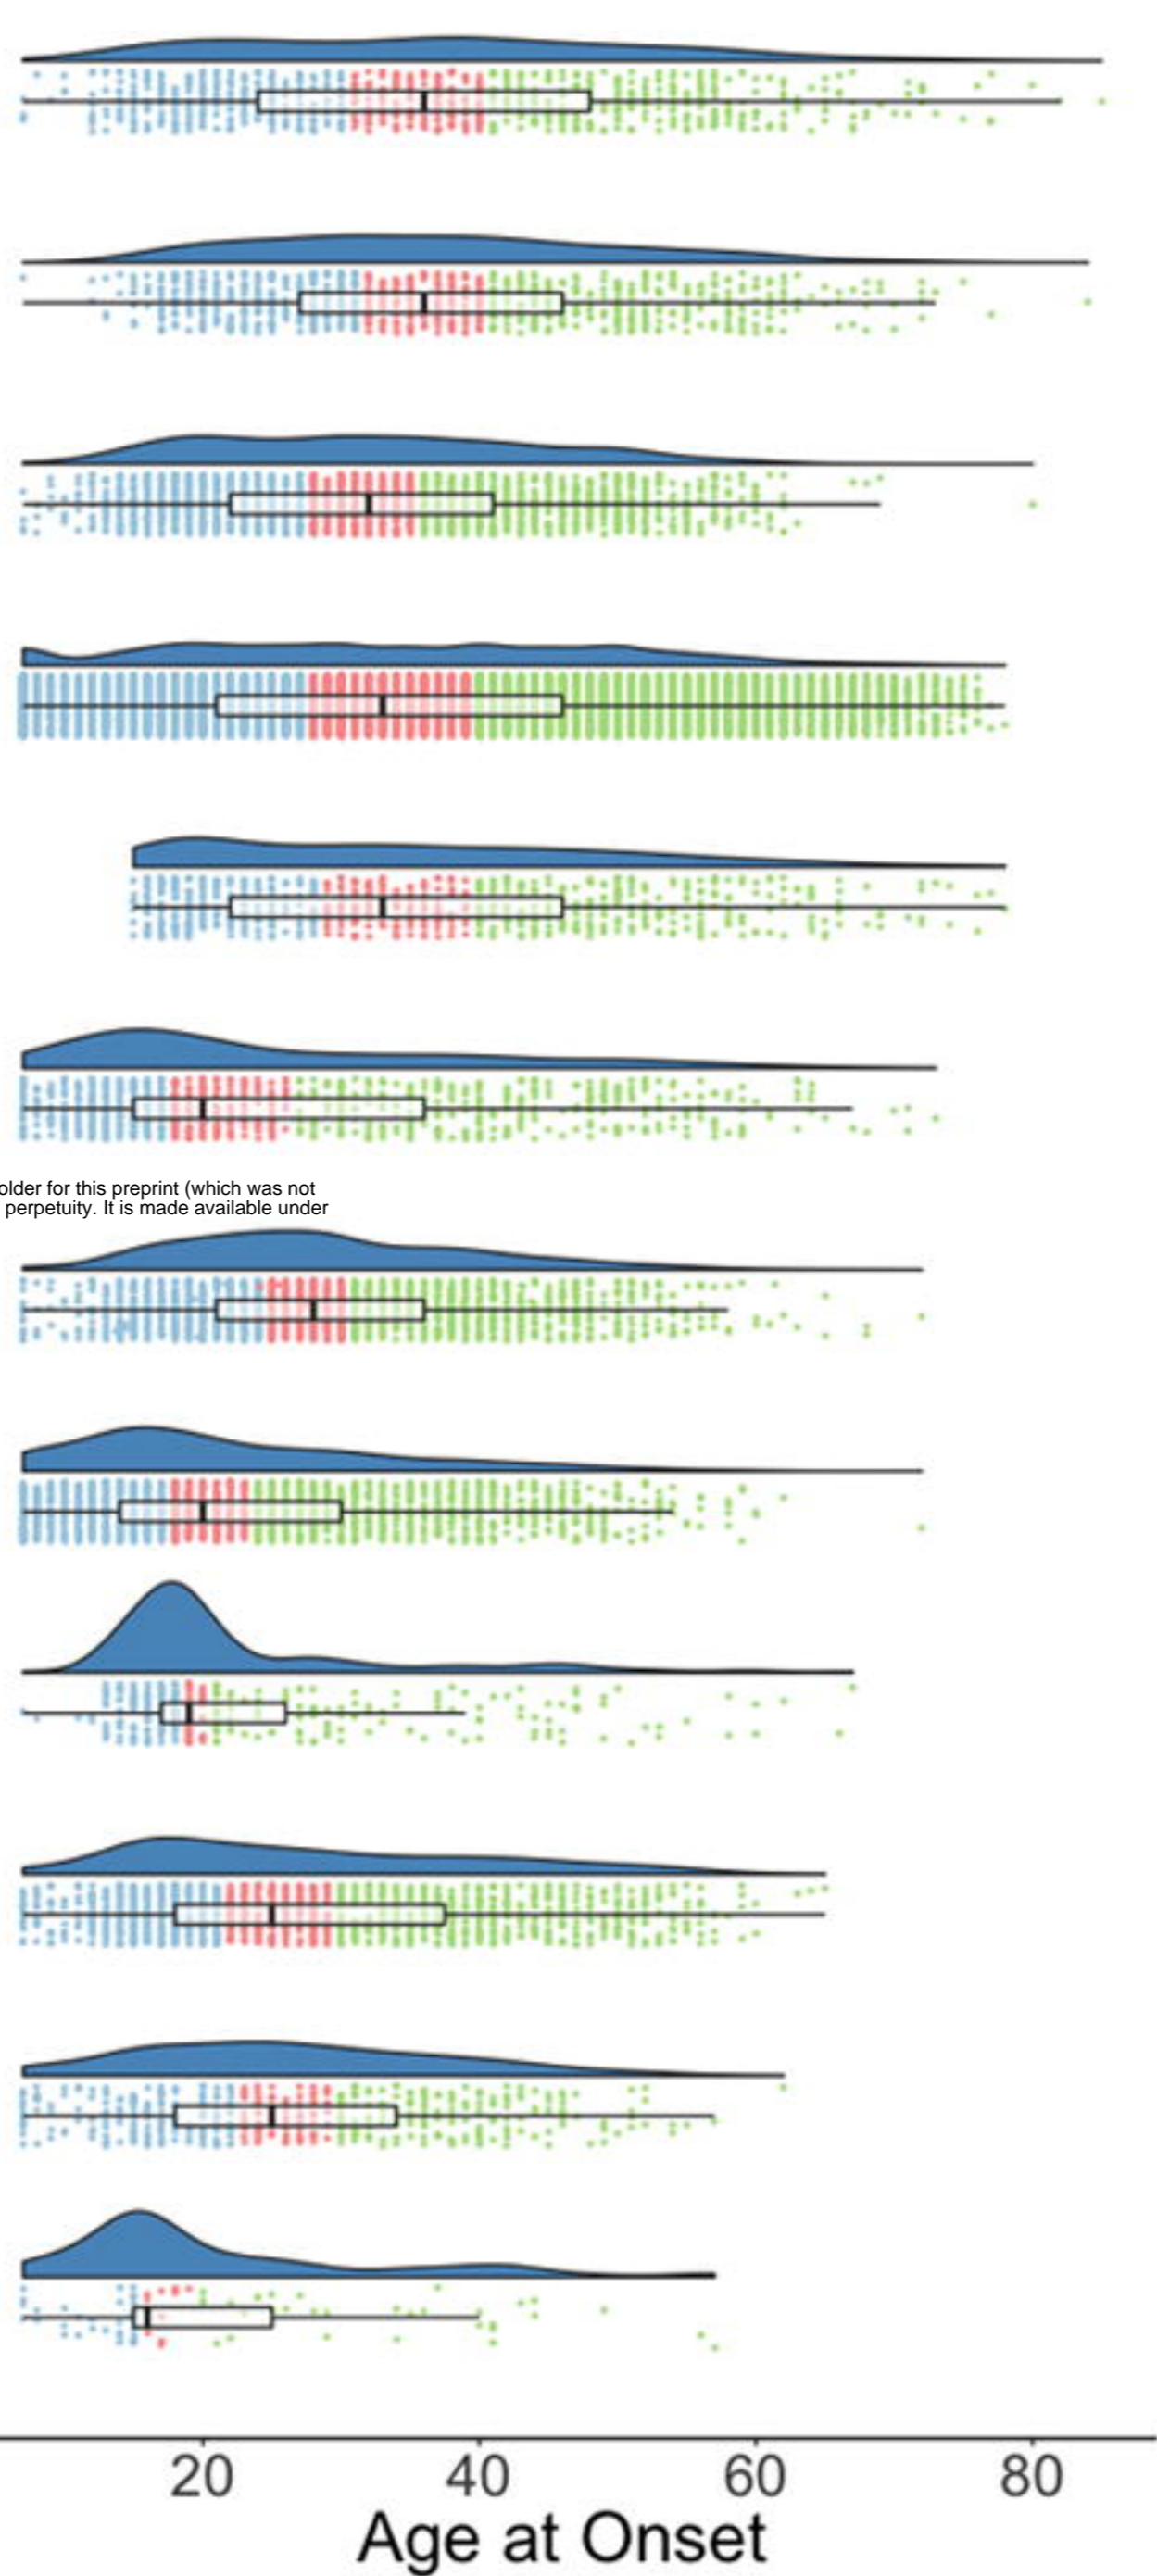 older for this preprint (which was not
perpetuity. It is made available under
20 40 60 80
Age at Onset